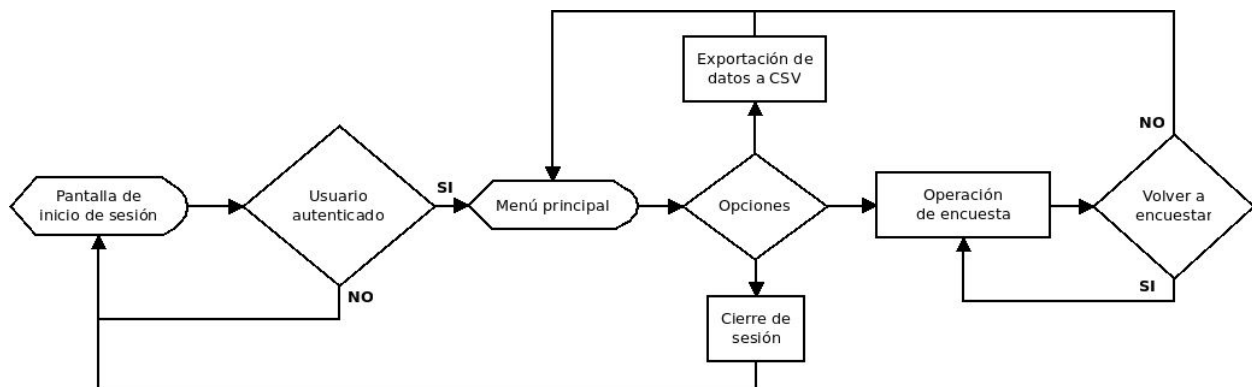 Pantalla de
inicio de sesión
Usuario
autenticado
SI
NO
Menú principal
Opciones
Exportación de
datos a CSV
Cierre de
sesión
Operación
de encuesta
Volver a
encuestar
NO
SI